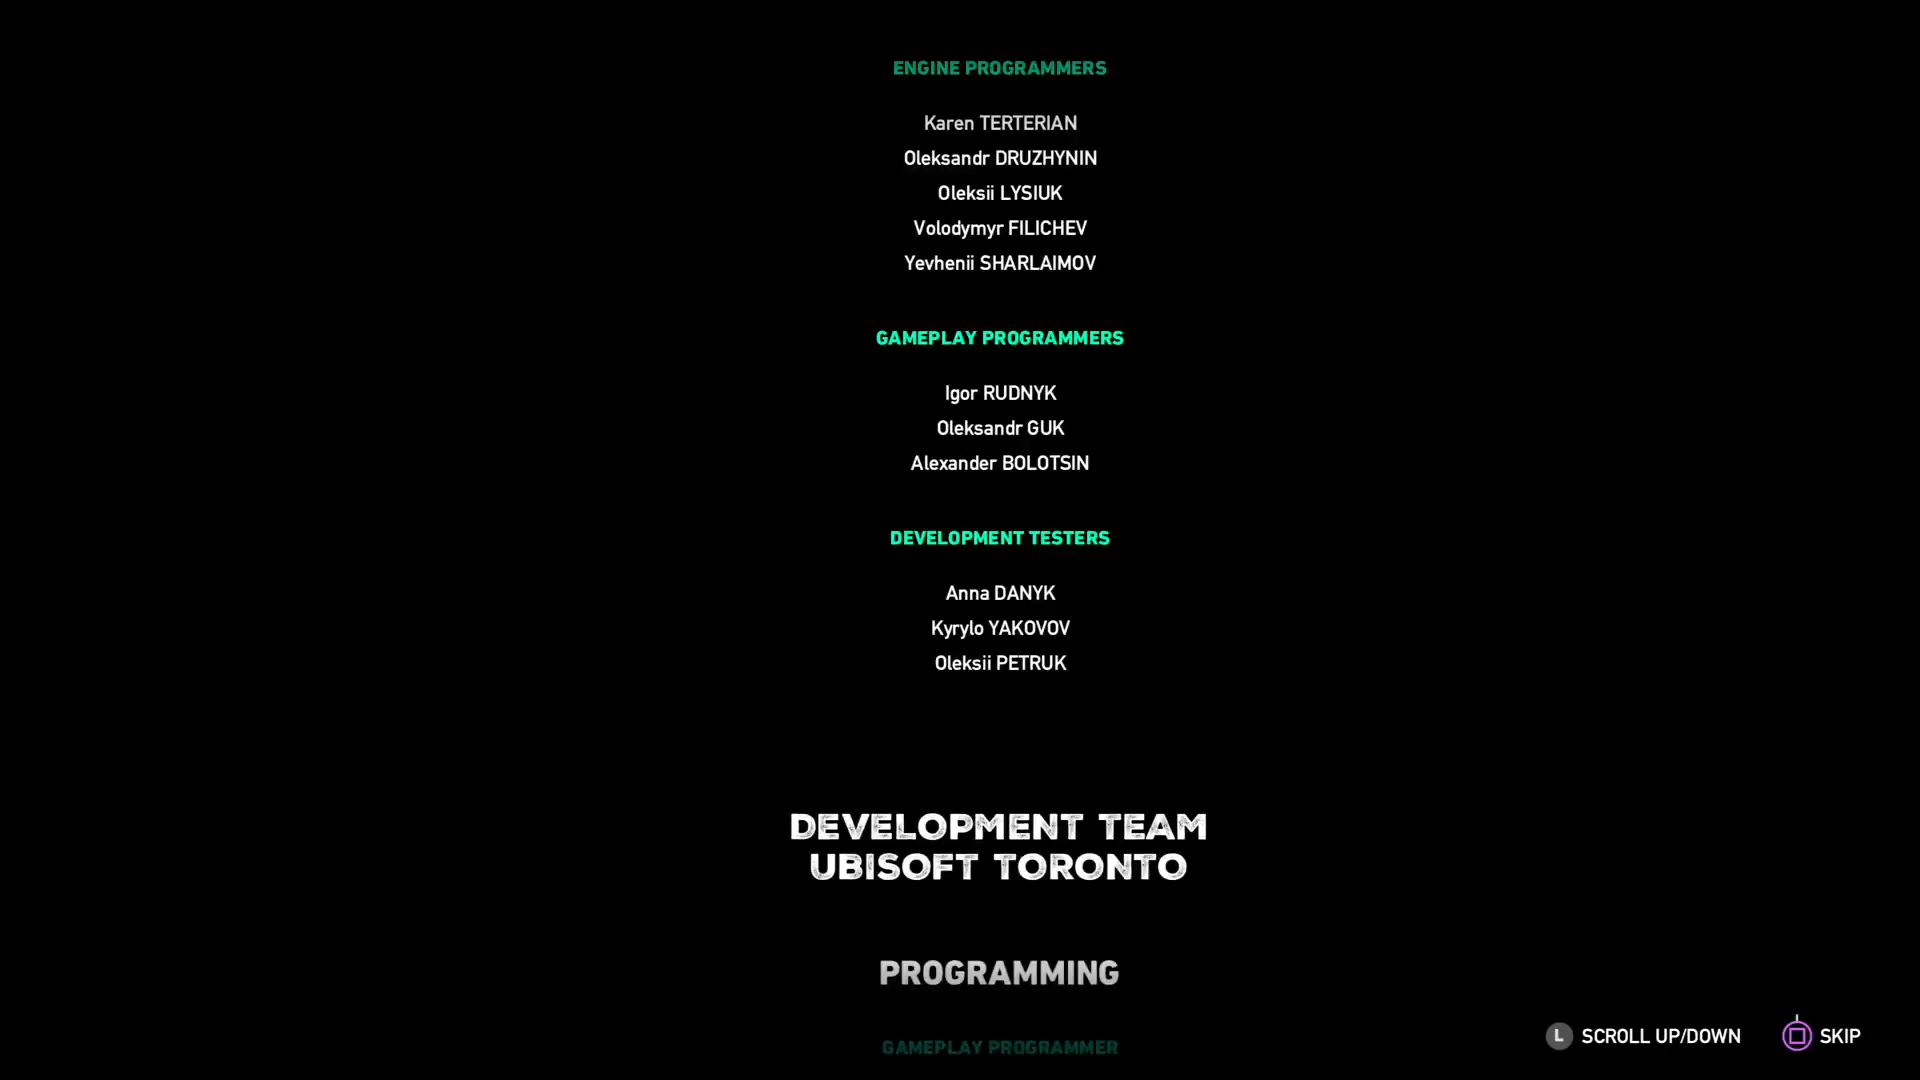 ENGINE PROGRAMMERS
Karen TERTERIAN
Oleksandr DRUZHYNIN
Oleksii LYSIUK
Volodymyr FILICHEV
Yevhenii SHARLAIMOV
GAMEPLAY PROGRAMMERS
Igor RUDNYK
Oleksandr GUK
Alexander BOLOTSIN
DEVELOPMENT TESTERS
Anna DANYK
Kyrylo YAKOVOV
Oleksii PETRUK
DEVELOPMENT TEAM
UBISOFT TORONTO
PROGRAMMING
GAMEPLAY PROGRAMMER
L SCROLL UP/DOWN SKIP